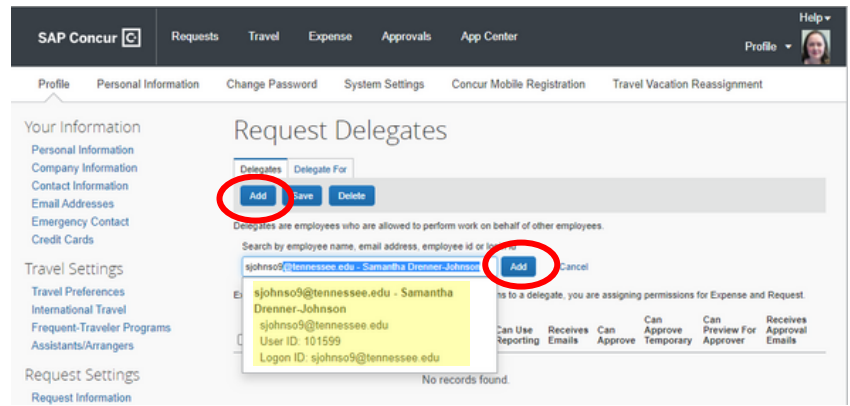 Help
SAP Concur C Requests Travel Expense Approvals App Center
Profile
Profile Personal Information Change Password System Settings Concur Mobile Registration Travel Vacation Reassignment
Your Information
Personal Information
Company Information
Contact Information
Email Addresses
Emergency Contact
Credit Cards
Travel Settings
Travel Preferences
International Travel
Frequent-Traveler Programs
Assistants/Arrangers
Request Settings
Request Information
Request Delegates
Delegates Delegate For
Add Save Delete
Delegates are employees who are allowed to perform work on behalf of other employees.
Search by employee name, email address, employee id or
sjohnso9@tennessee.edu - Samantha Drenner-Johnson Add Cancel
to a delegate, you are assigning permissions for Expense and Request.
sjohnso9@tennessee.edu - Samantha
Drenner-Johnson
sjohnso9@tennessee.edu
User ID: 101599
Logon ID: sjohnso9@tennessee.edu
Can Use Reporting
Receives Emails
Can Approve
Can Approve Temporary
Can Preview For Approver
Receives Approval Emails
No records found.